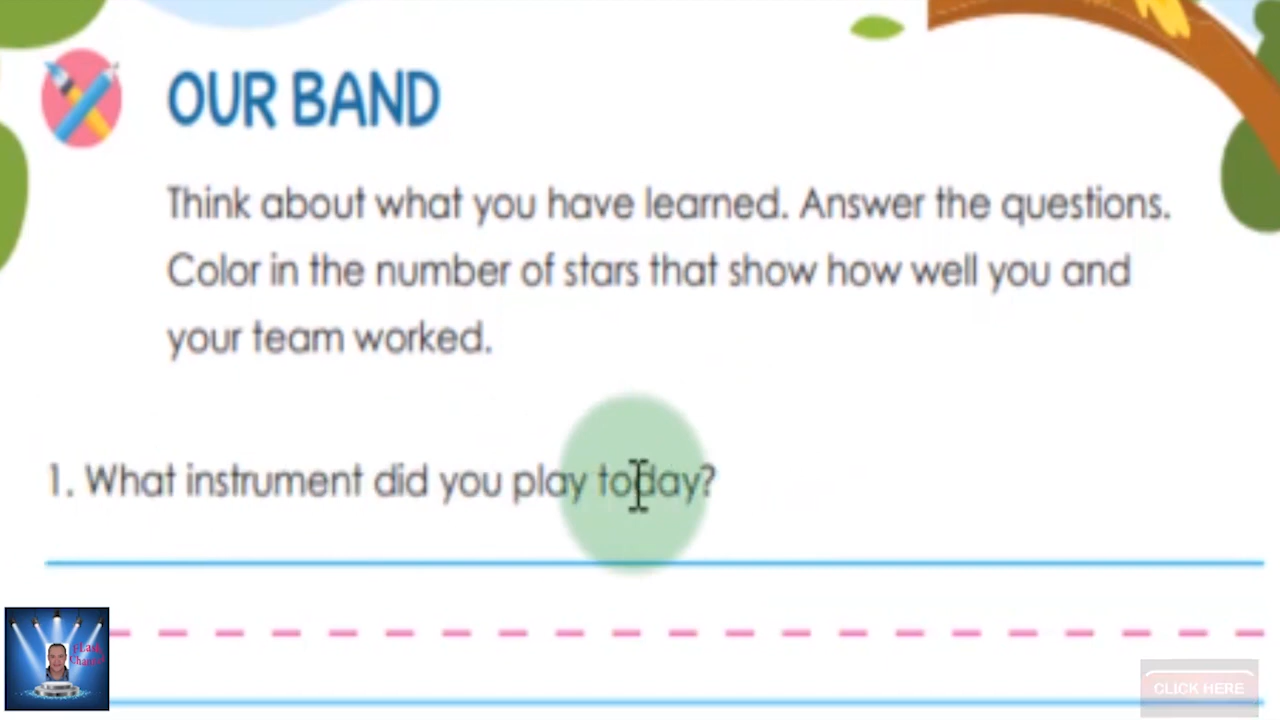 OUR BAND
Think about what you have learned. Answer the questions.
Color in the number of stars that show how well you and
your team worked.
1. What instrument did you play today?
CLICK HERE